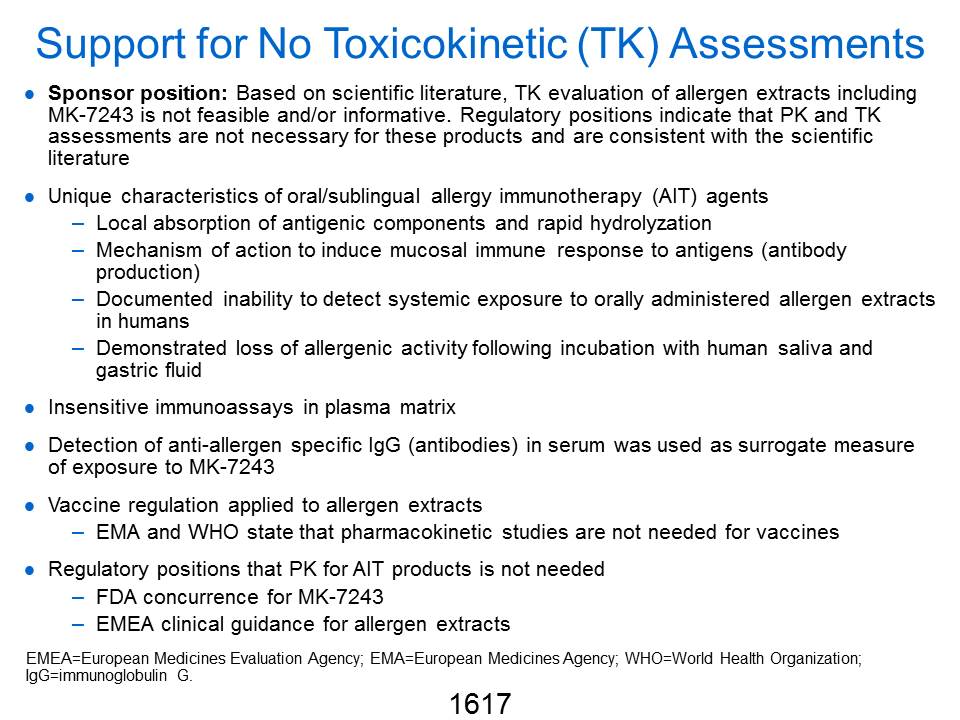 Support for No Toxicokinetic (TK) Assessments
● Sponsor position: Based on scientific literature, TK evaluation of allergen extracts including
MK-7243 is not feasible and/or informative. Regulatory positions indicate that PK and TK
assessments are not necessary for these products and are consistent with the scientific
literature
● Unique characteristics of oral/sublingual allergy immunotherapy (AIT) agents
– Local absorption of antigenic components and rapid hydrolyzation
– Mechanism of action to induce mucosal immune response to antigens (antibody
production)
– Documented inability to detect systemic exposure to orally administered allergen extracts
in humans
– Demonstrated loss of allergenic activity following incubation with human saliva and
gastric fluid
● Insensitive immunoassays in plasma matrix
● Detection of anti-allergen specific IgG (antibodies) in serum was used as surrogate measure
of exposure to MK-7243
● Vaccine regulation applied to allergen extracts
– EMA and WHO state that pharmacokinetic studies are not needed for vaccines
● Regulatory positions that PK for AIT products is not needed
– FDA concurrence for MK-7243
– EMEA clinical guidance for allergen extracts
EMEA=European Medicines Evaluation Agency; EMA=European Medicines Agency; WHO=World Health Organization;
IgG=immunoglobulin G.
1617